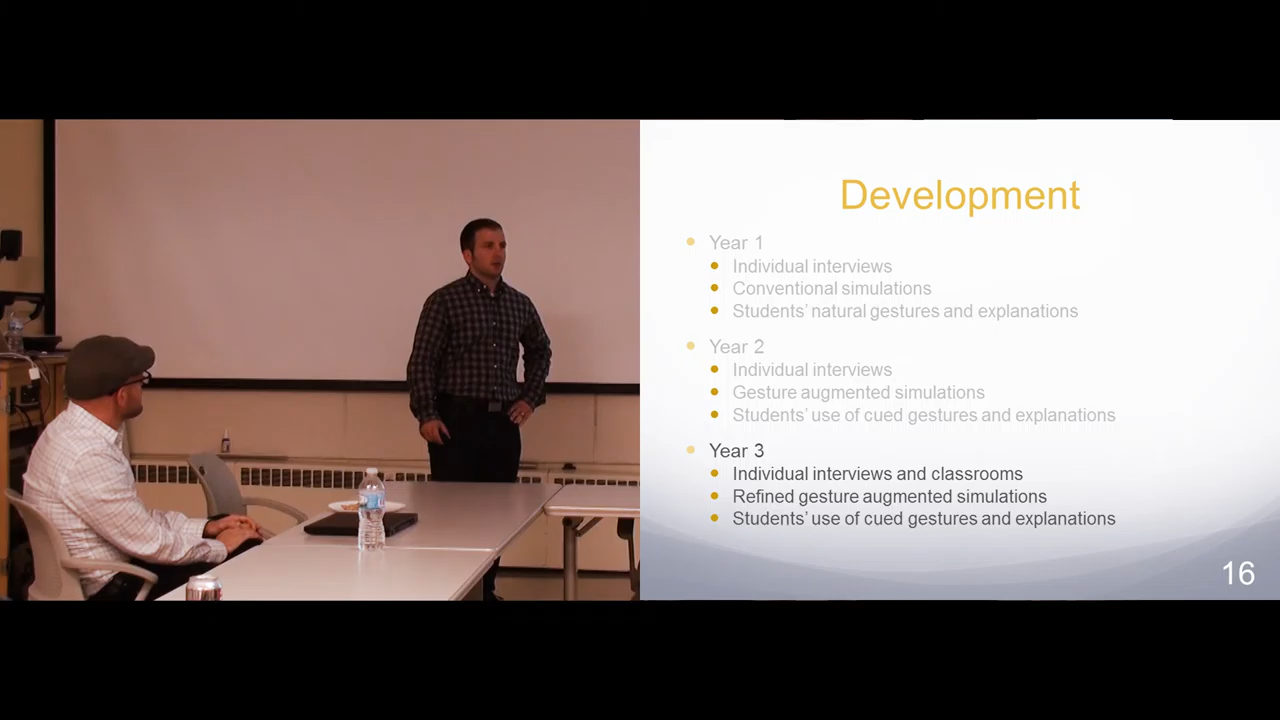 Development
Year 1
Individual interviews
Conventional simulations
Students' natural gestures and explanations
Year 2
Individual interviews
Gesture augmented simulations
Students' use of cued gestures and explanations
Year 3
Individual interviews and classrooms
Refined gesture augmented simulations
Students' use of cued gestures and explanations
16